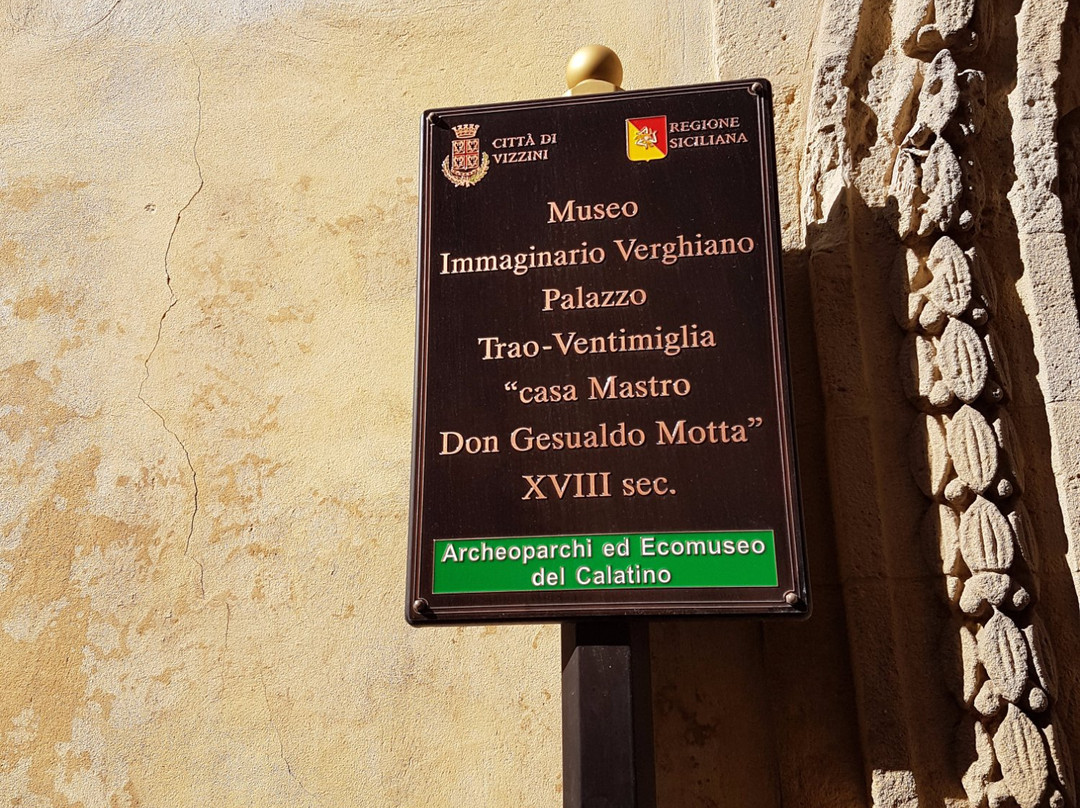 CITTÀ DI
VIZZINI
REGIONE
SICILIANA
Museo
Immaginario Verghiano
Palazzo
Trao-Ventimiglia
“casa Mastro
Don Gesualdo Motta”
XVIII sec.
Archeoparchi ed Ecomuseo
del Calatino